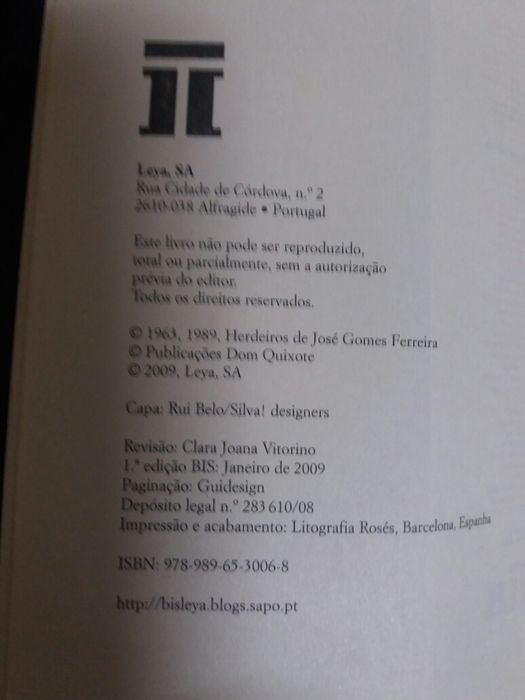 Leya, SA
Rua Cidade de Córdova, n.º 2
2610-038 Alfragide • Portugal
Este livro não pode ser reproduzido,
total ou parcialmente, sem a autorização
prévia do editor.
Todos os direitos reservados.
© 1963, 1989, Herdeiros de José Gomes Ferreira
© Publicações Dom Quixote
© 2009, Leya, SA
Capa: Rui Belo/Silva! designers
Revisão: Clara Joana Vitorino
1.ª edição BIS: Janeiro de 2009
Paginação: Guidesign
Depósito legal n.º 283 610/08
Impressão e acabamento: Litografia Rosés, Barcelona, Espanha
ISBN: 978-989-65-3006-8
http://bisleya.blogs.sapo.pt